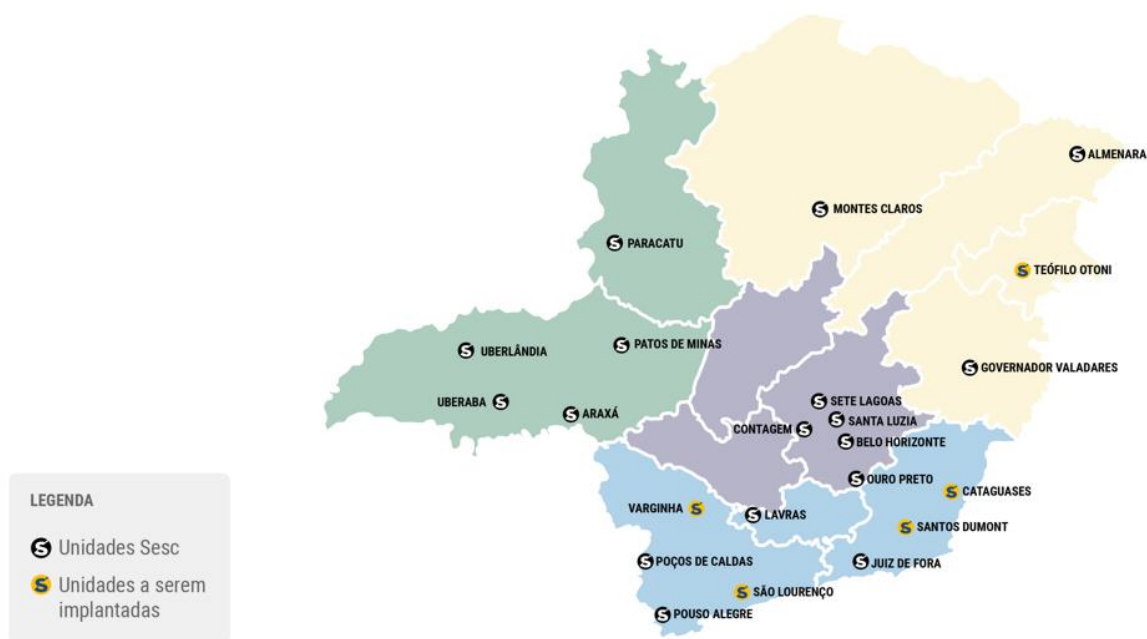 ALMENARA
MONTES CLAROS
PARACATU
TEÓFILO OTONI
PATOS DE MINAS
UBERLÂNDIA
GOVERNADOR VALADARES
UBERABA
SETE LAGOAS
ARAXÁ
SANTA LUZIA
CONTAGEM
BELO HORIZONTE
OURO PRETO
CATAGUASES
VARGINHA
LAVRAS
SANTOS DUMONT
POÇOS DE CALDAS
JUIZ DE FORA
SÃO LOURENÇO
POUSO ALEGRE
LEGENDA
Unidades Sesc
Unidades a serem
implantadas